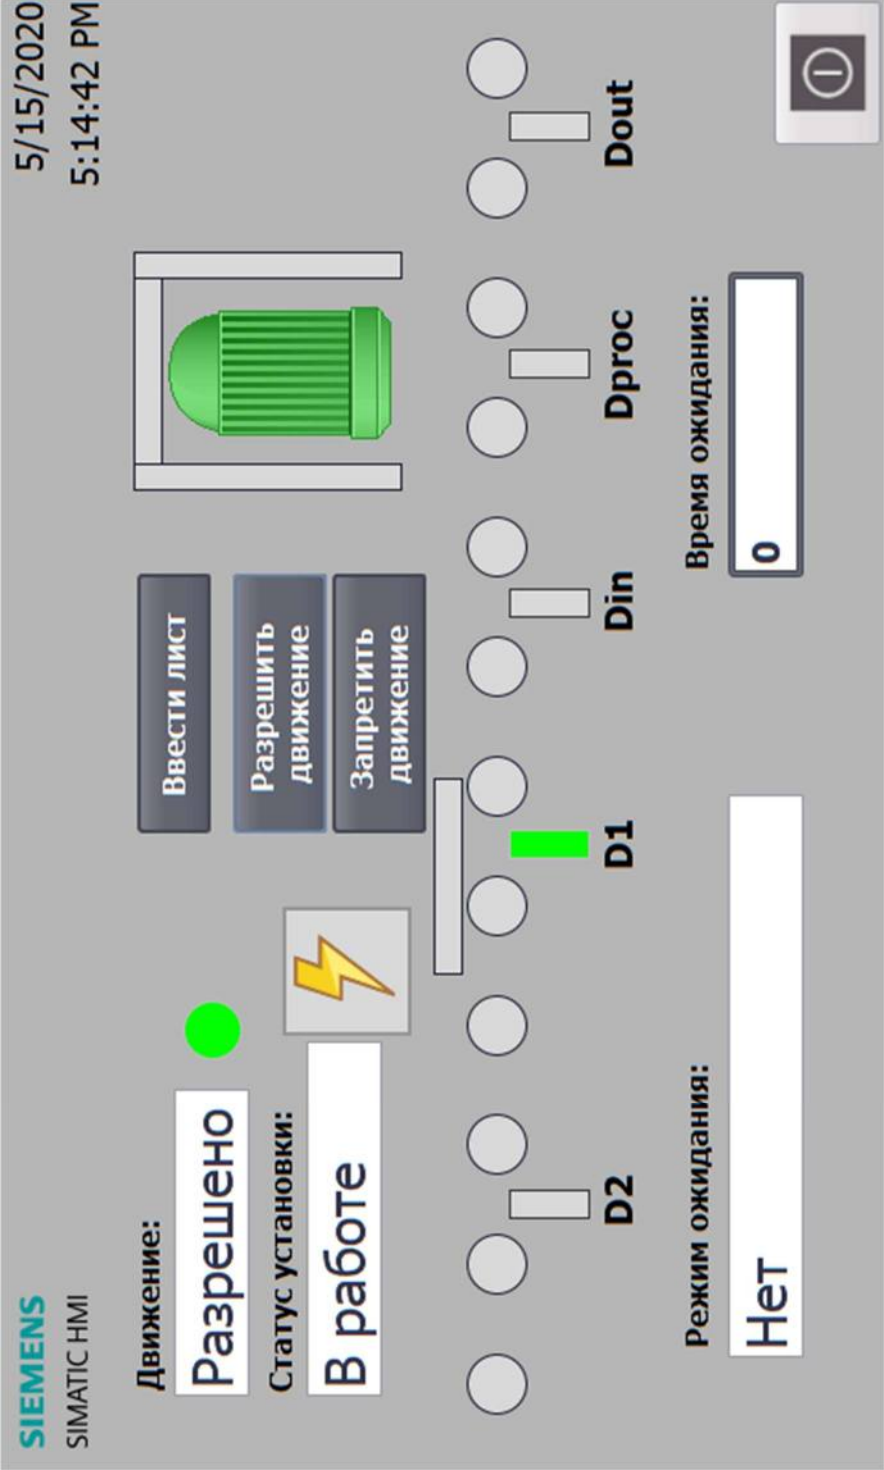 SIEMENS
SIMATIC HMI
5/15/2020
5:14:42 PM
Движение:
Разрешено
Статус установки:
В работе
Ввести лист
Разрешить
движение
Запретить
движение
D2
D1
Din
Dproc
Dout
Режим ожидания:
Нет
Время ожидания:
0